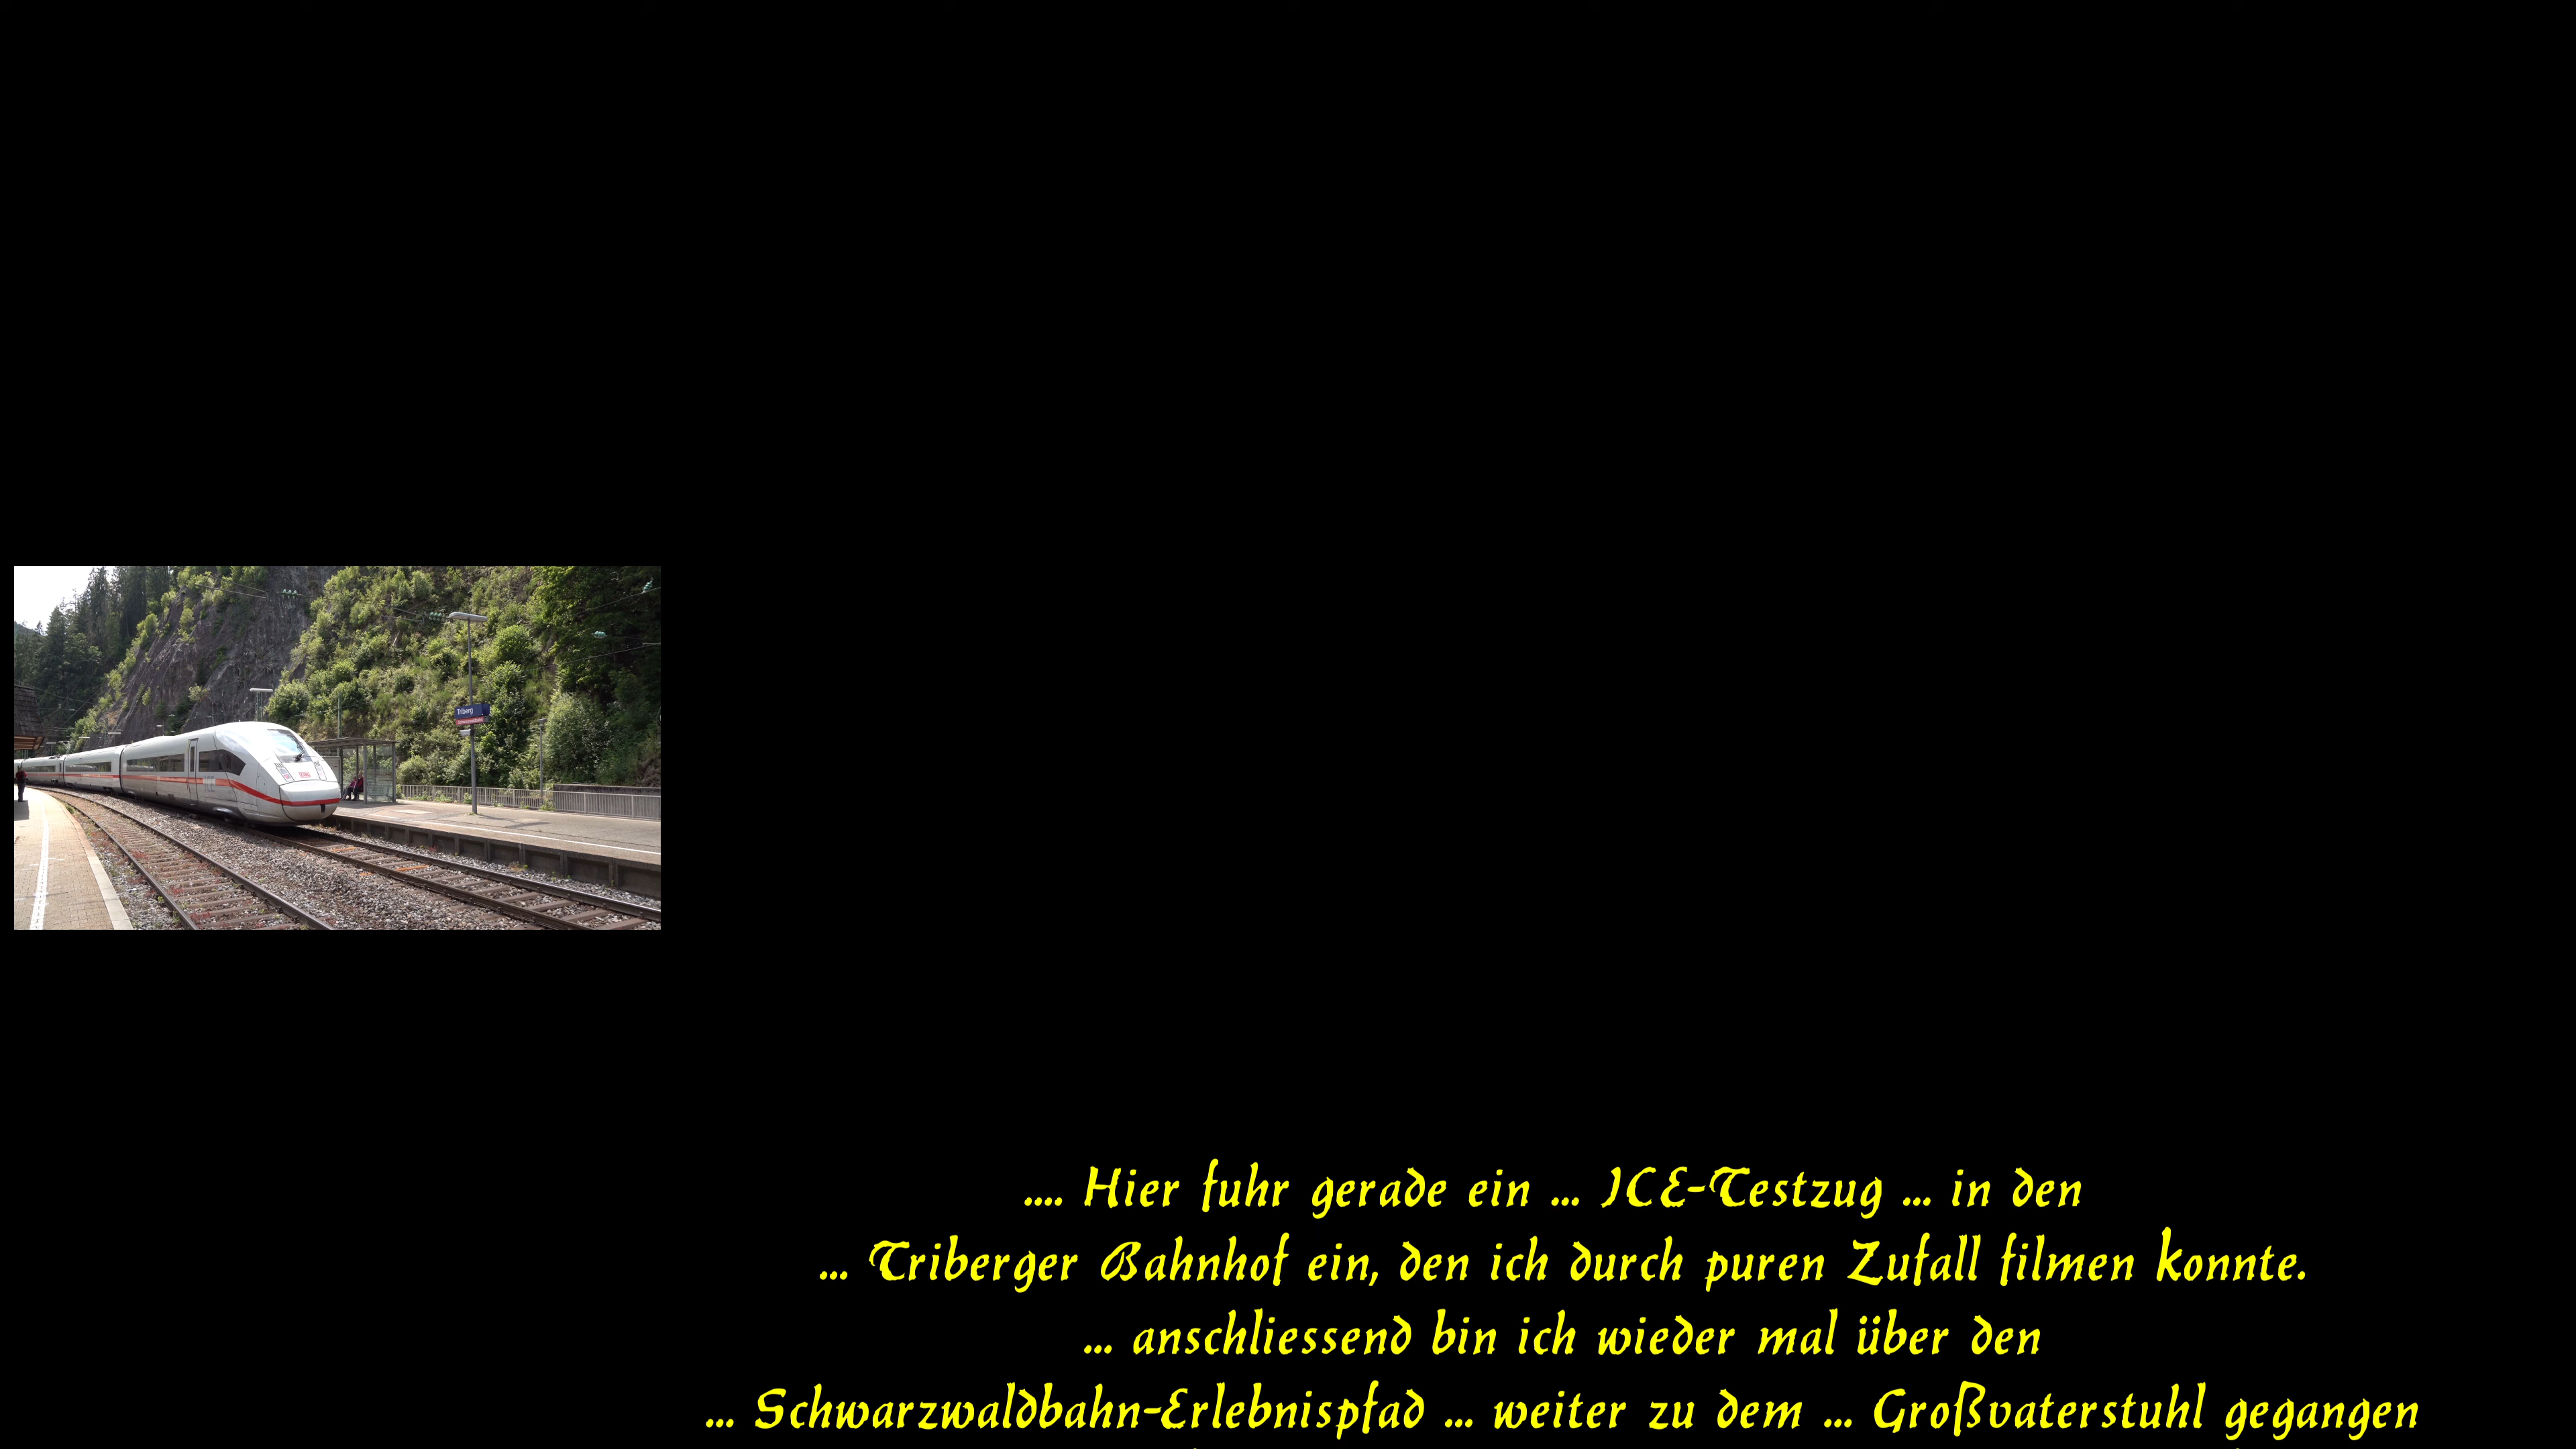 Triberg
.... Hier fuhr gerade ein ... ICE-Testzug ... in den
... Triberger Bahnhof ein, den ich durch puren Zufall filmen konnte.
... anschliessend bin ich wieder mal über den
... Schwarzwaldbahn-Erlebnispfad ... weiter zu dem ... Großvaterstuhl gegangen